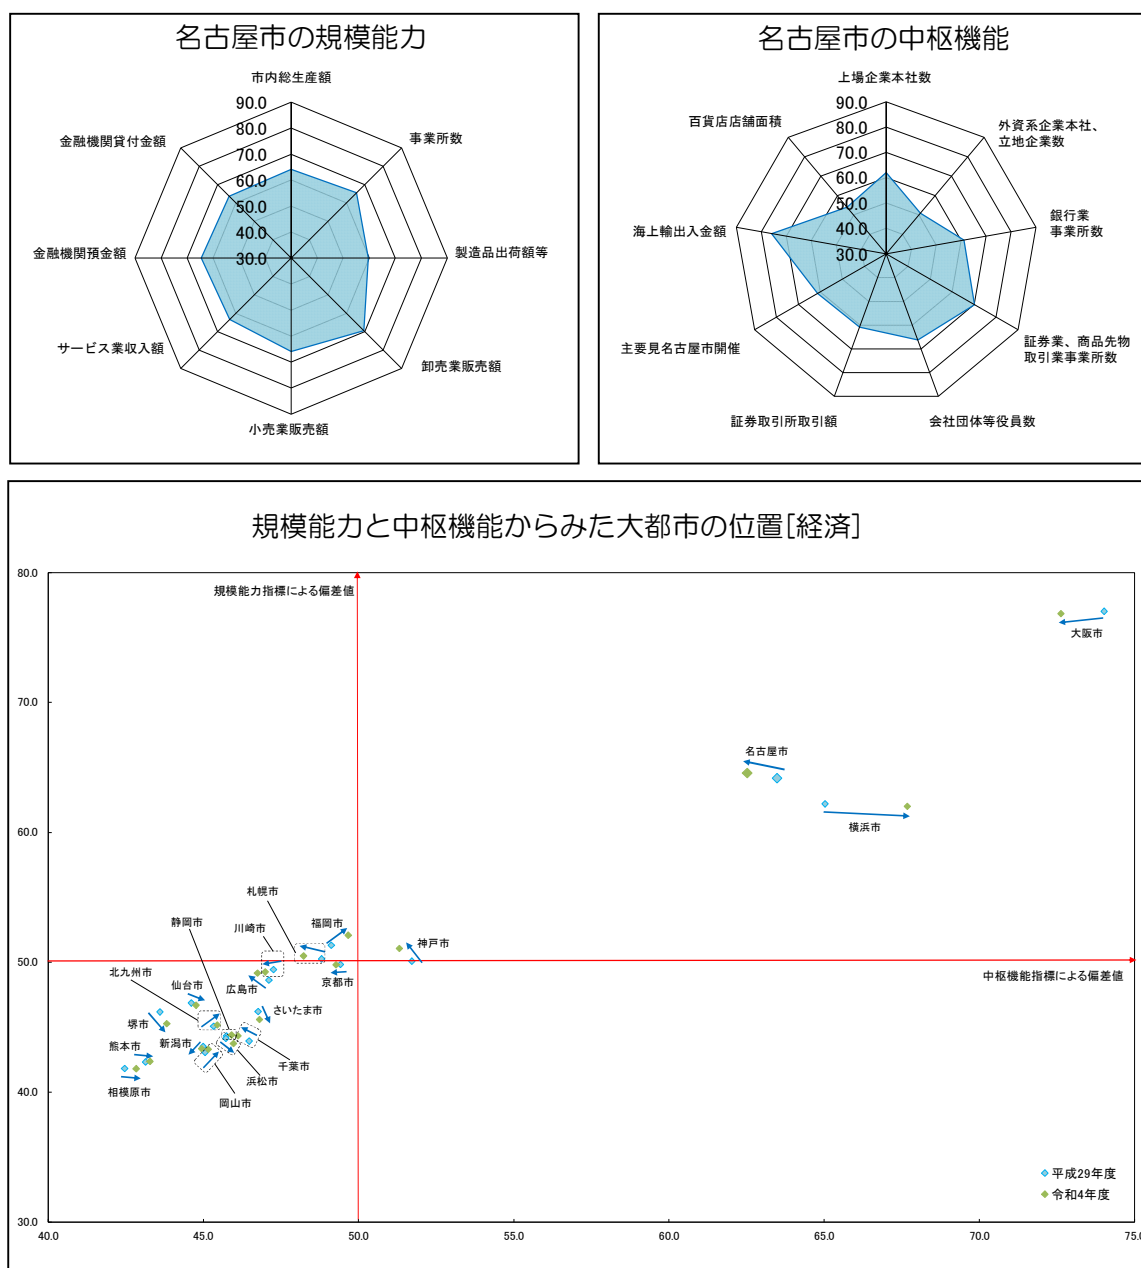 名古屋市の規模能力
市内総生産額
90.0
80.0
70.0
60.0
50.0
40.0
30.0
事業所数
製造品出荷額等
卸売業販売額
小売業販売額
サービス業収入額
金融機関預金額
金融機関貸付金額
名古屋市の中枢機能
上場企業本社数
90.0
80.0
70.0
60.0
50.0
40.0
30.0
外資系企業本社、
立地企業数
銀行業
事業所数
証券業、商品先物
取引業事業所数
会社団体等役員数
証券取引所取引額
主要見名古屋市開催
海上輸出入金額
百貨店店舗面積
規模能力と中枢機能からみた大都市の位置[経済]
80.0
70.0
60.0
50.0
40.0
30.0
規模能力指標による偏差値
大阪市
名古屋市
横浜市
札幌市
静岡市
川崎市
福岡市
神戸市
北九州市
仙台市
広島市
京都市
中枢機能指標による偏差値
堺市
さいたま市
熊本市
新潟市
千葉市
浜松市
相模原市
岡山市
平成29年度
令和4年度
40.0
45.0
50.0
55.0
60.0
65.0
70.0
75.0